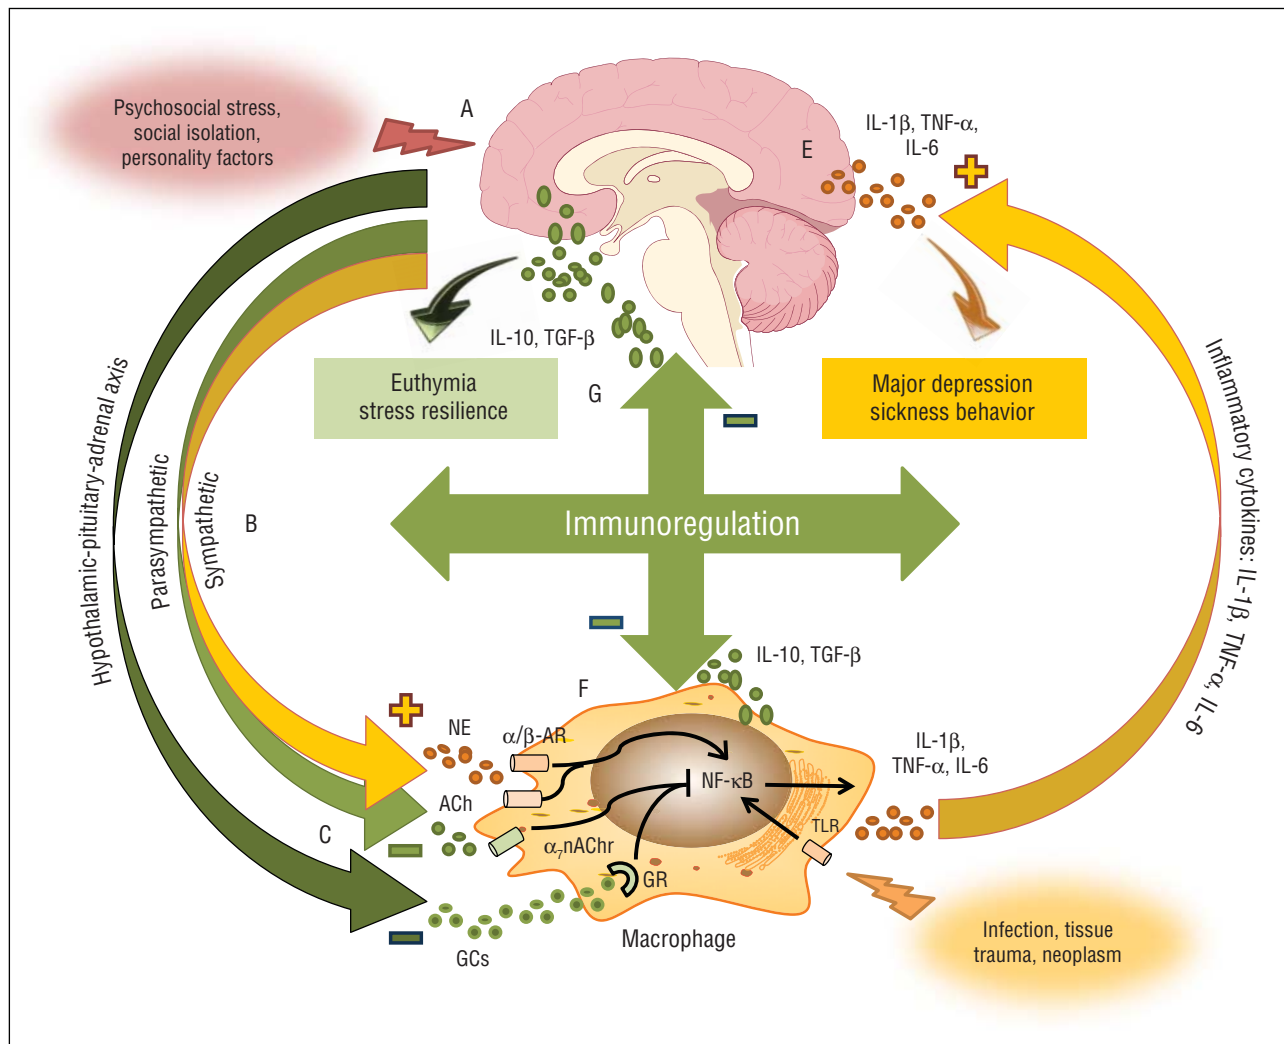 Psychosocial stress,
social isolation,
personality factors
A
E
IL-1β, TNF-α,
IL-6
IL-10, TGF-β
Euthymia
stress resilience
G
Major depression
sickness behavior
Hypothalamic-pituitary-adrenal axis
Parasympathetic
Sympathetic
B
Immunoregulation
Inflammatory cytokines: IL-1β, TNF-α, IL-6
IL-10, TGF-β
F
NE
α/β-AR
IL-1β,
TNF-α, IL-6
NF-κB
ACh
TLR
C
α₇nAChr
GR
GCs
Macrophage
Infection, tissue
trauma, neoplasm